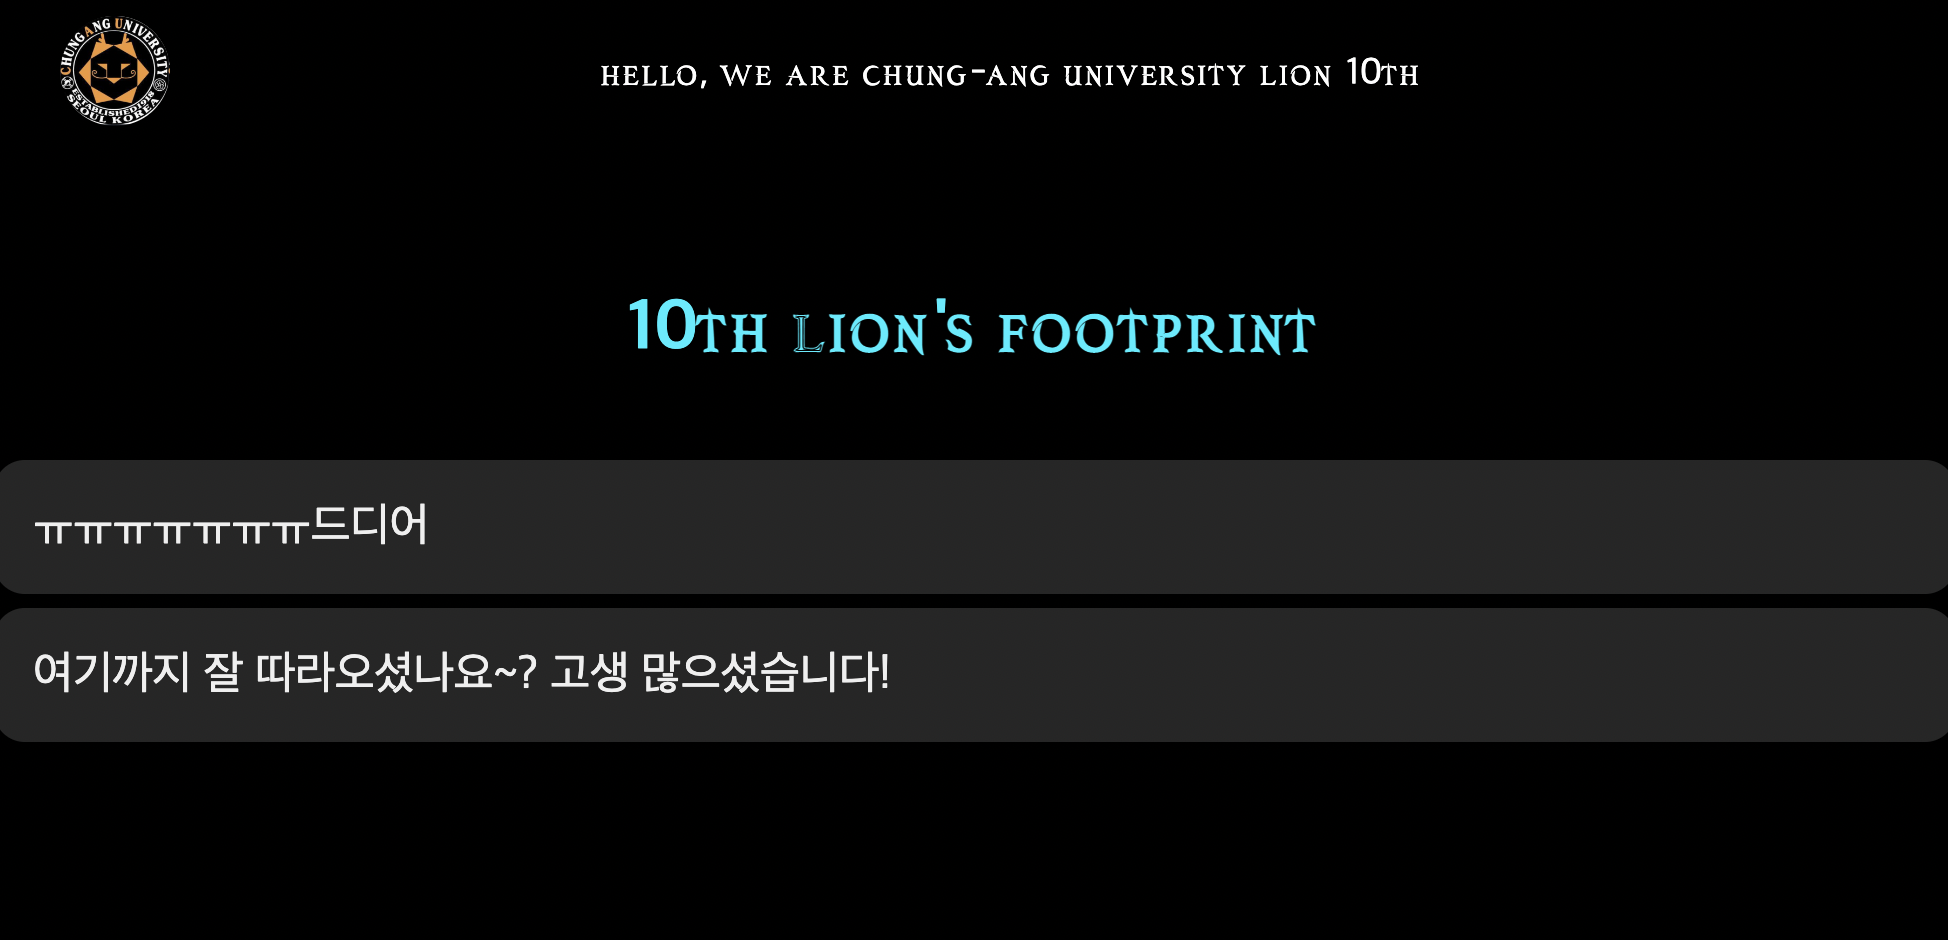 CHUNGANG UNIVERSITY
ESTABLISHED 1918
SEOUL KOREA
HELLO, WE ARE CHUNG-ANG UNIVERSITY LION 10TH
10TH LION'S FOOTPRINT
ㅠㅠㅠㅠㅠㅠㅠ드디어
여기까지 잘 따라오셨나요~? 고생 많으셨습니다!